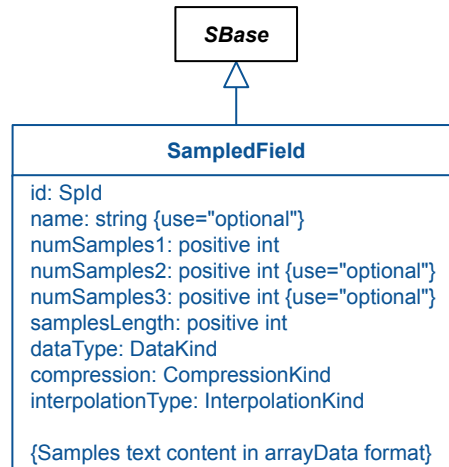 SBase
SampledField
id: SpId
name: string {use="optional"}
numSamples1: positive int
numSamples2: positive int {use="optional"}
numSamples3: positive int {use="optional"}
samplesLength: positive int
dataType: DataKind
compression: CompressionKind
interpolationType: InterpolationKind
{Samples text content in arrayData format}